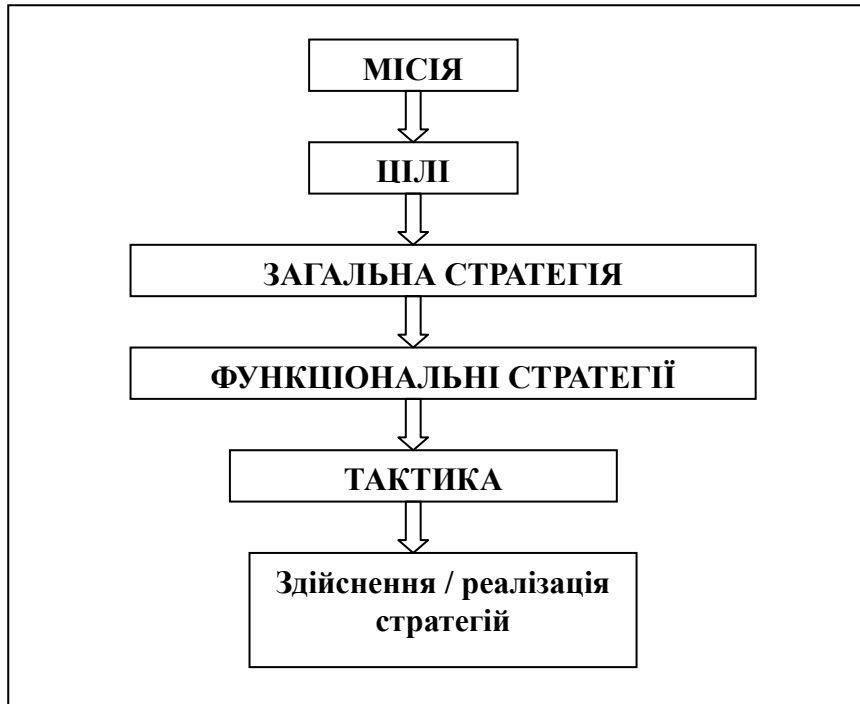 МІСІЯ
ЦІЛІ
ЗАГАЛЬНА СТРАТЕГІЯ
ФУНКЦІОНАЛЬНІ СТРАТЕГІЇ
ТАКТИКА
Здійснення / реалізація
стратегій